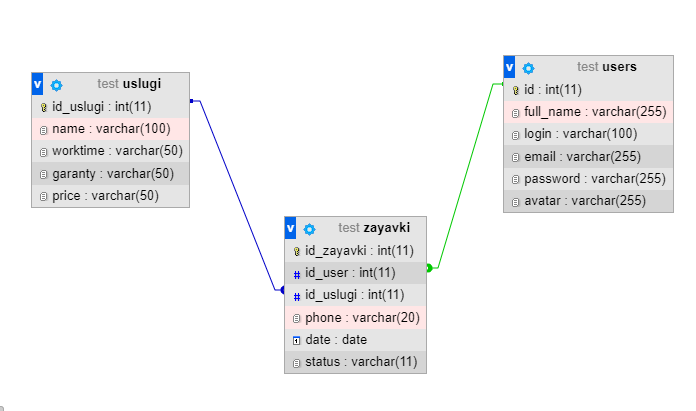 v test uslugi
id_uslugi : int(11)
name : varchar(100)
worktime : varchar(50)
garanty : varchar(50)
price : varchar(50)
v test zayavki
id_zayavki : int(11)
# id_user : int(11)
# id_uslugi : int(11)
phone : varchar(20)
date : date
status : varchar(11)
v test users
id : int(11)
full_name : varchar(255)
login : varchar(100)
email : varchar(255)
password : varchar(255)
avatar : varchar(255)